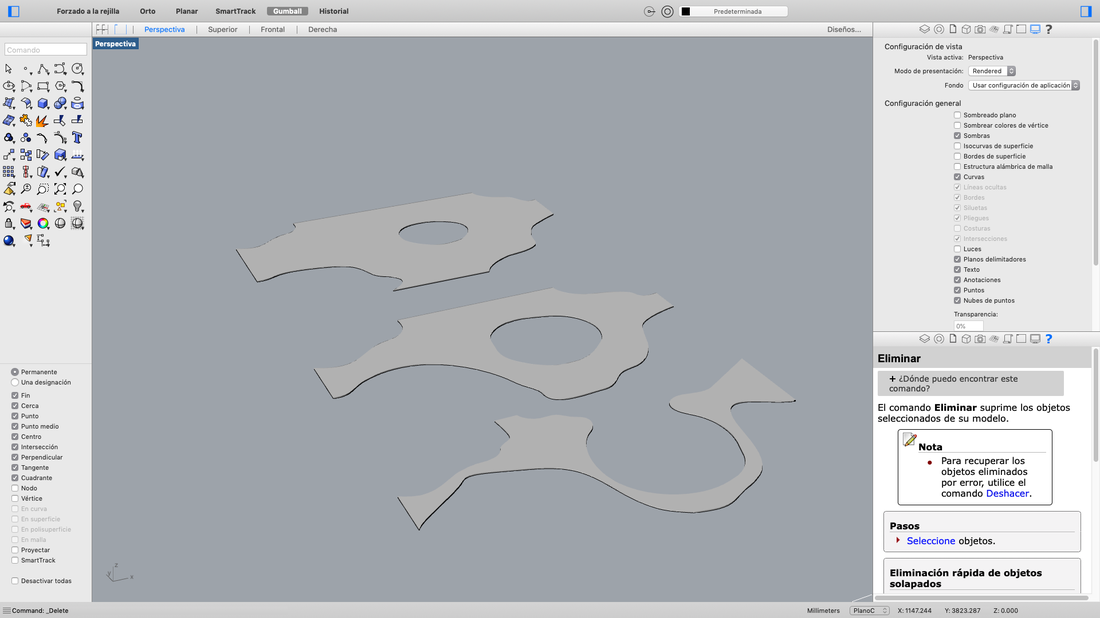 Forzado a la rejilla Orto Planar SmartTrack Gumball Historial Predeterminada
Perspectiva Superior Frontal Derecha Diseños...
Perspectiva
Comando
Permanente
Una designación
Fin
Cerca
Punto
Punto medio
Centro
Intersección
Perpendicular
Tangente
Cuadrante
Nodo
Vértice
En curva
En superficie
En polisuperficie
En malla
Proyectar
SmartTrack
Desactivar todas
z
y
x
Configuración de vista
Vista activa: Perspectiva
Modo de presentación: Rendered
Fondo Usar configuración de aplicación
Configuración general
Sombreado plano
Sombrear colores de vértice
Sombras
Isocurvas de superficie
Bordes de superficie
Estructura alámbrica de malla
Curvas
Líneas ocultas
Bordes
Siluetas
Pliegues
Costuras
Intersecciones
Luces
Planos delimitadores
Texto
Anotaciones
Puntos
Nubes de puntos
Transparencia:
0%
Eliminar
+ ¿Dónde puedo encontrar este
comando?
El comando Eliminar suprime los objetos
seleccionados de su modelo.
Nota
Para recuperar los
objetos eliminados
por error, utilice el
comando Deshacer.
Pasos
Seleccione objetos.
Eliminación rápida de objetos
solapados
Command: _Delete Millimeters PlanoC X: 1147.244 Y: 3823.287 Z: 0.000